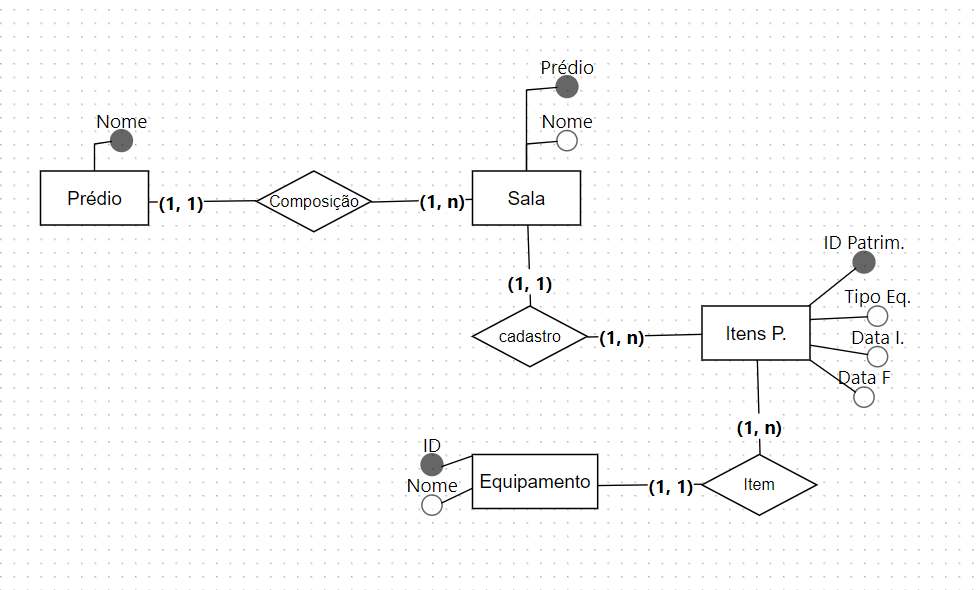 Prédio
Nome
Nome
Prédio
(1, 1)
Composição
(1, n)
Sala
ID Patrim.
(1, 1)
Tipo Eq.
cadastro
(1, n)
Itens P.
Data I.
Data F
(1, n)
ID
Nome
Equipamento
(1, 1)
Item